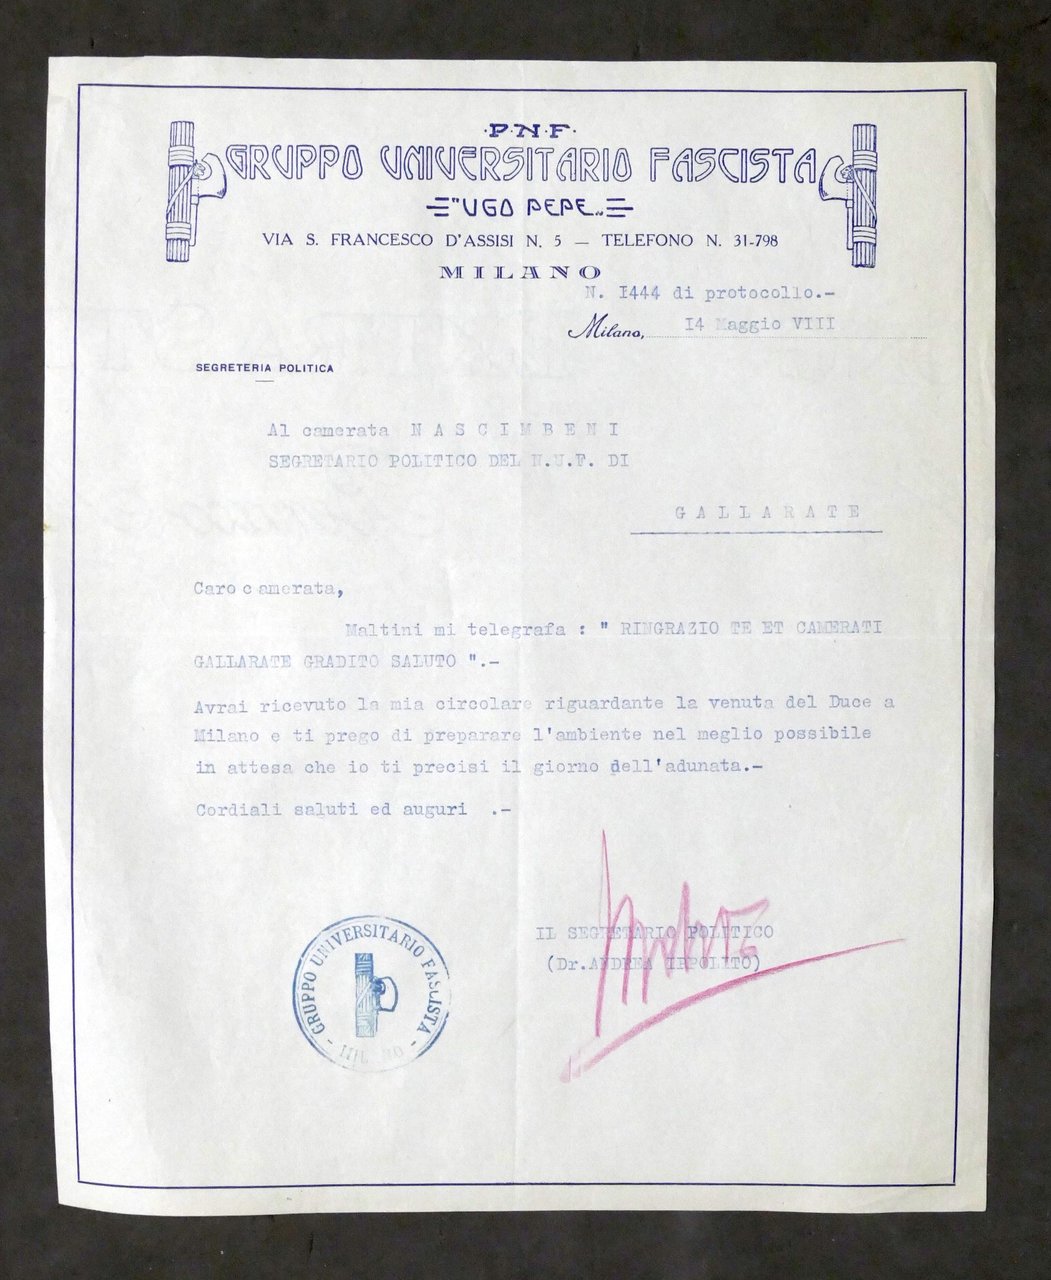 ·P·N·F·
GRUPPO UNIVERSITARIO FASCISTA
"UGO PEPE„
VIA S. FRANCESCO D'ASSISI N. 5 — TELEFONO N. 31-798
MILANO
N. I444 di protocollo.-
Milano, I4 Maggio VIII
SEGRETERIA POLITICA
Al camerata N A S C I M B E N I
SEGRETARIO POLITICO DEL N.U.F. DI
G A L L A R A T E
Caro c amerata,
Maltini mi telegrafa : " RINGRAZIO TE ET CAMERATI
GALLARATE GRADITO SALUTO ".-
Avrai ricevuto la mia circolare riguardante la venuta del Duce a
Milano e ti prego di preparare l'ambiente nel meglio possibile
in attesa che io ti precisi il giorno dell'adunata.-
Cordiali saluti ed auguri .-
IL SEGRETARIO POLITICO
(Dr.ANDREA IPPOLITO)
GRUPPO UNIVERSITARIO FASCISTA
- MILANO -